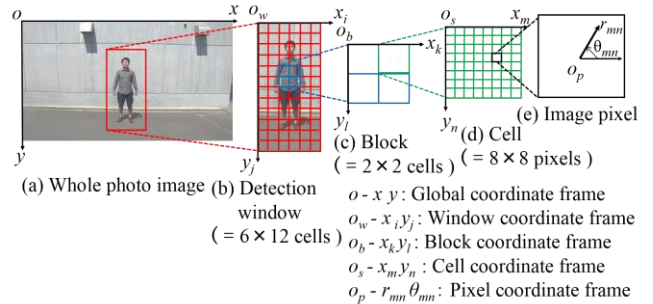 o
x
y
o_w
x_i
y_j
o_b
x_k
y_l
o_s
x_m
y_n
r_mn
θ_mn
o_p
(a) Whole photo image
(b) Detection
window
(= 6 × 12 cells)
(c) Block
(= 2 × 2 cells)
(d) Cell
(= 8 × 8 pixels)
(e) Image pixel
o - x y : Global coordinate frame
o_w - x_i y_j : Window coordinate frame
o_b - x_k y_l : Block coordinate frame
o_s - x_m y_n : Cell coordinate frame
o_p - r_mn θ_mn : Pixel coordinate frame